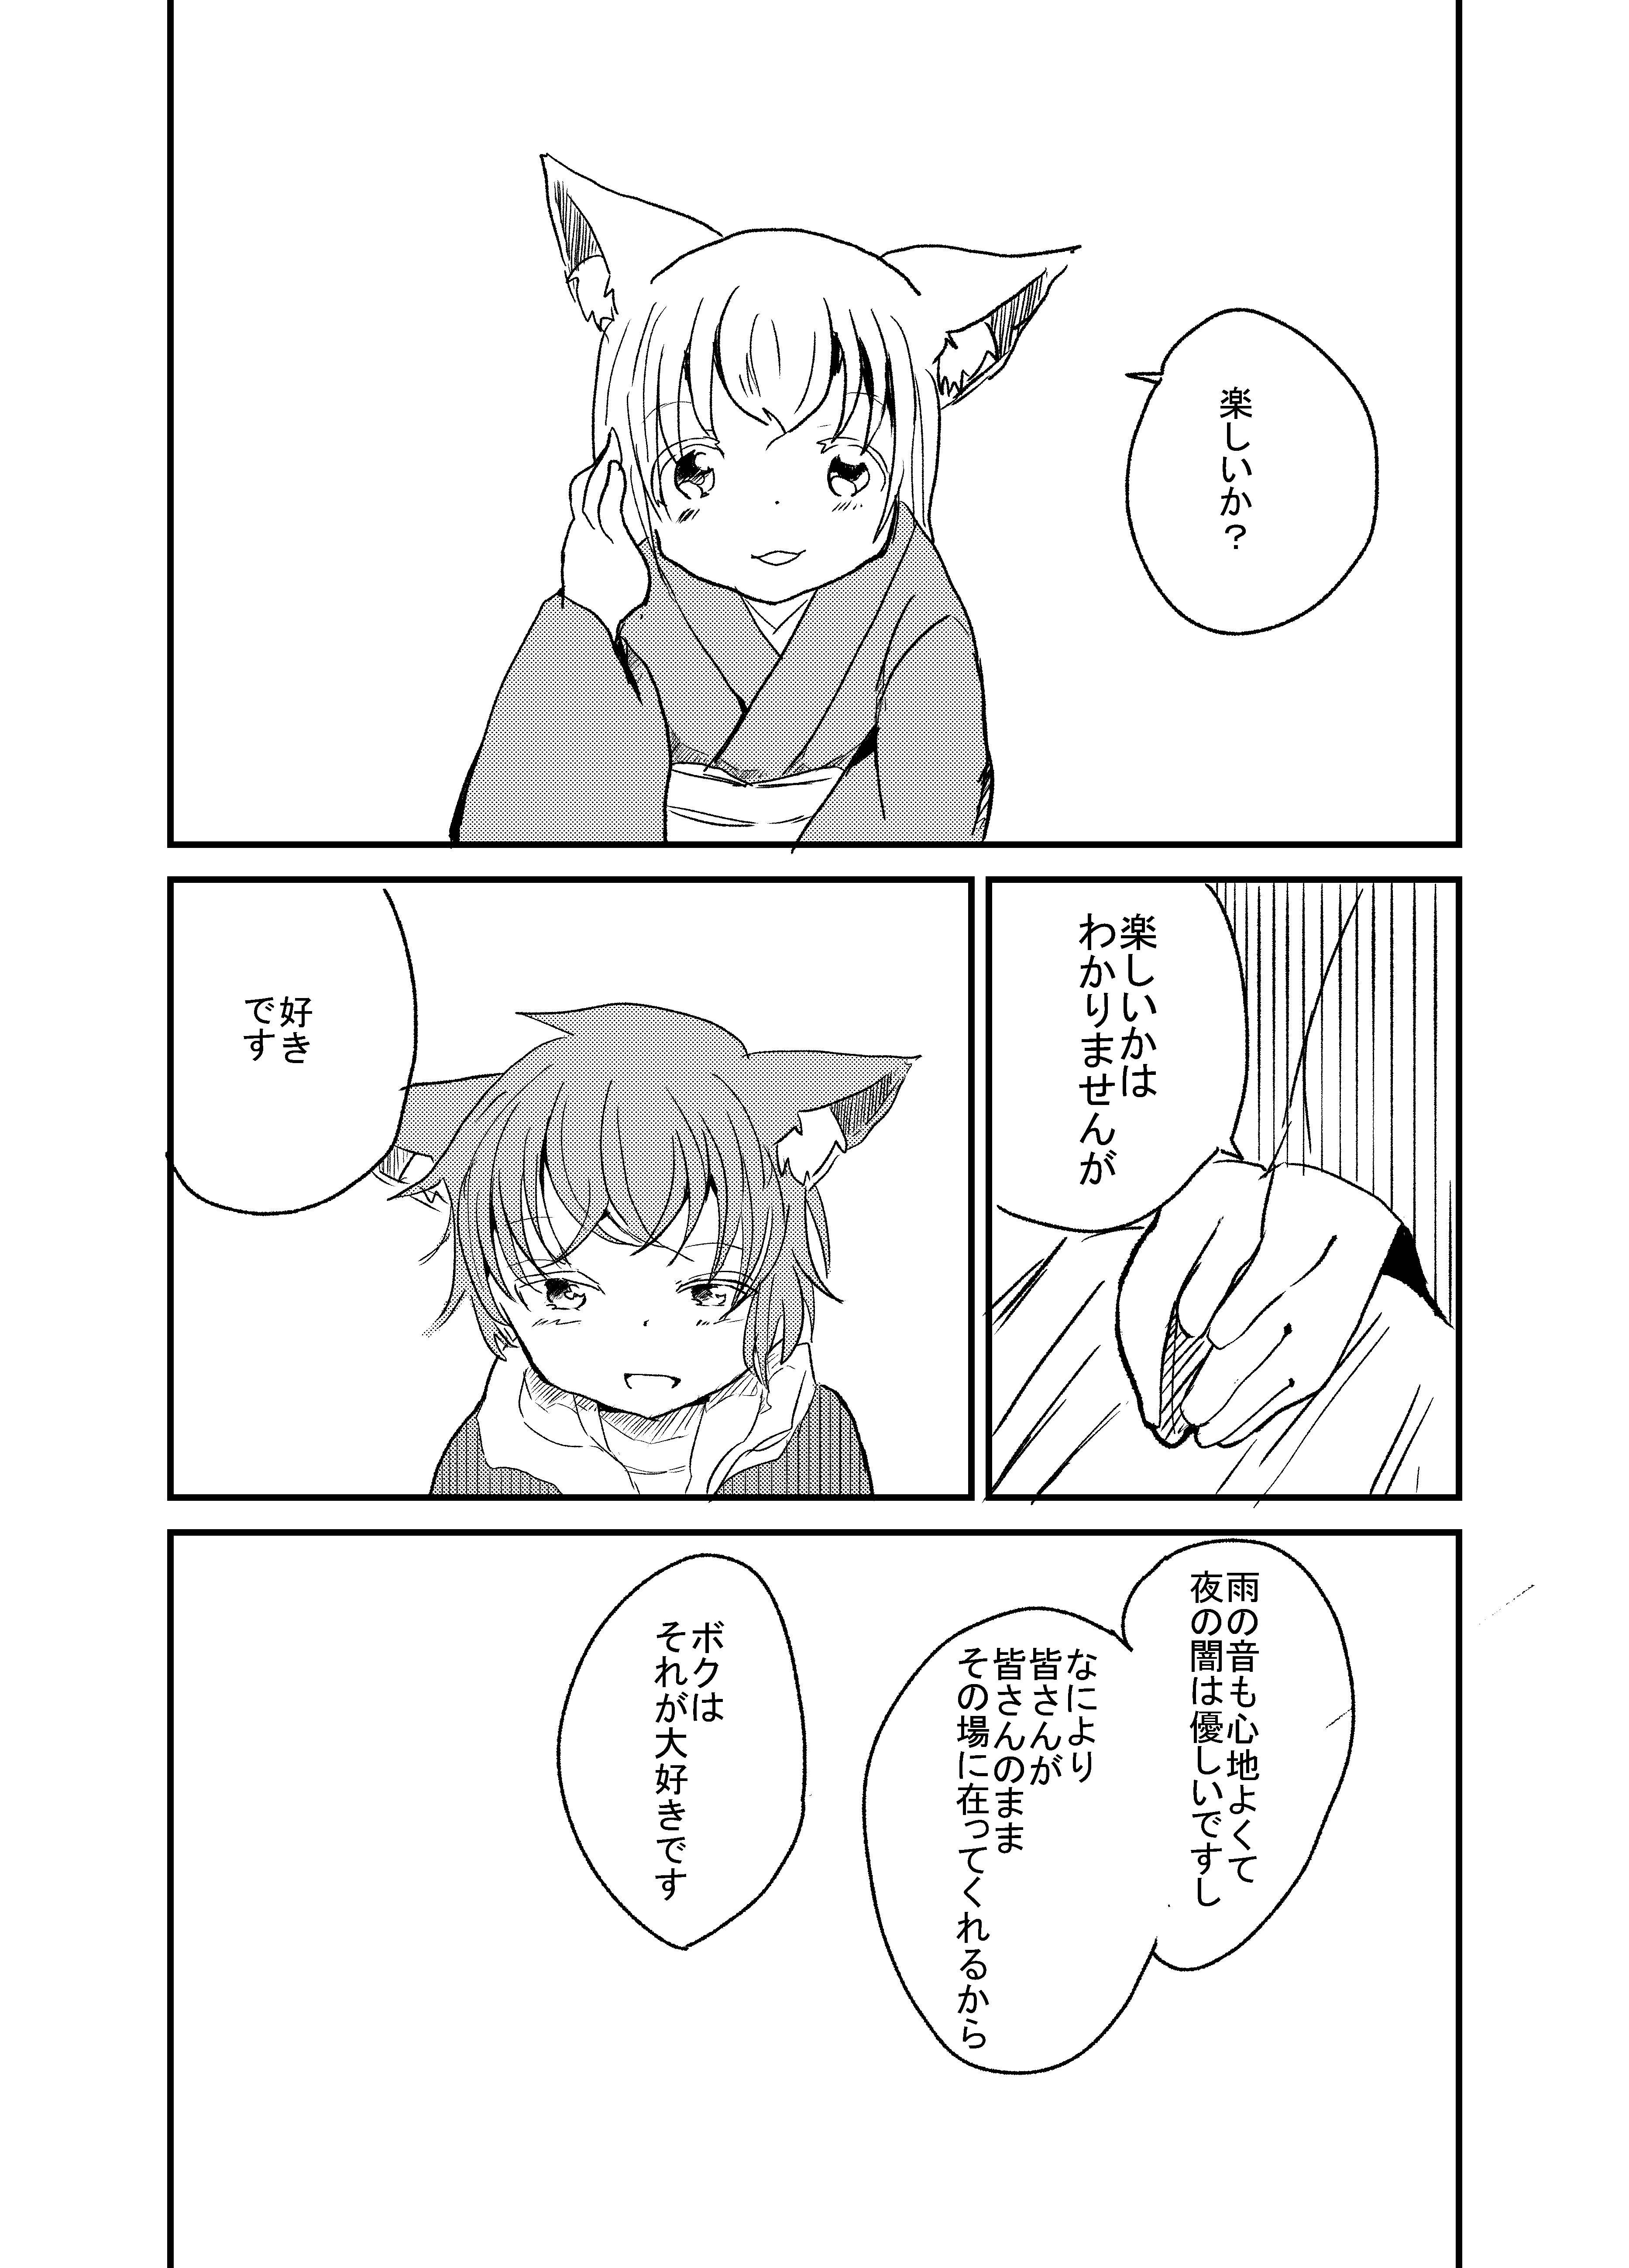 楽しいか？
楽しいかは
わかりませんが
好き
です
雨の音も心地よくて
夜の闇は優しいですし
なにより
皆さんが
皆さんのまま
その場に在ってくれるから
ボクは
それが大好きです